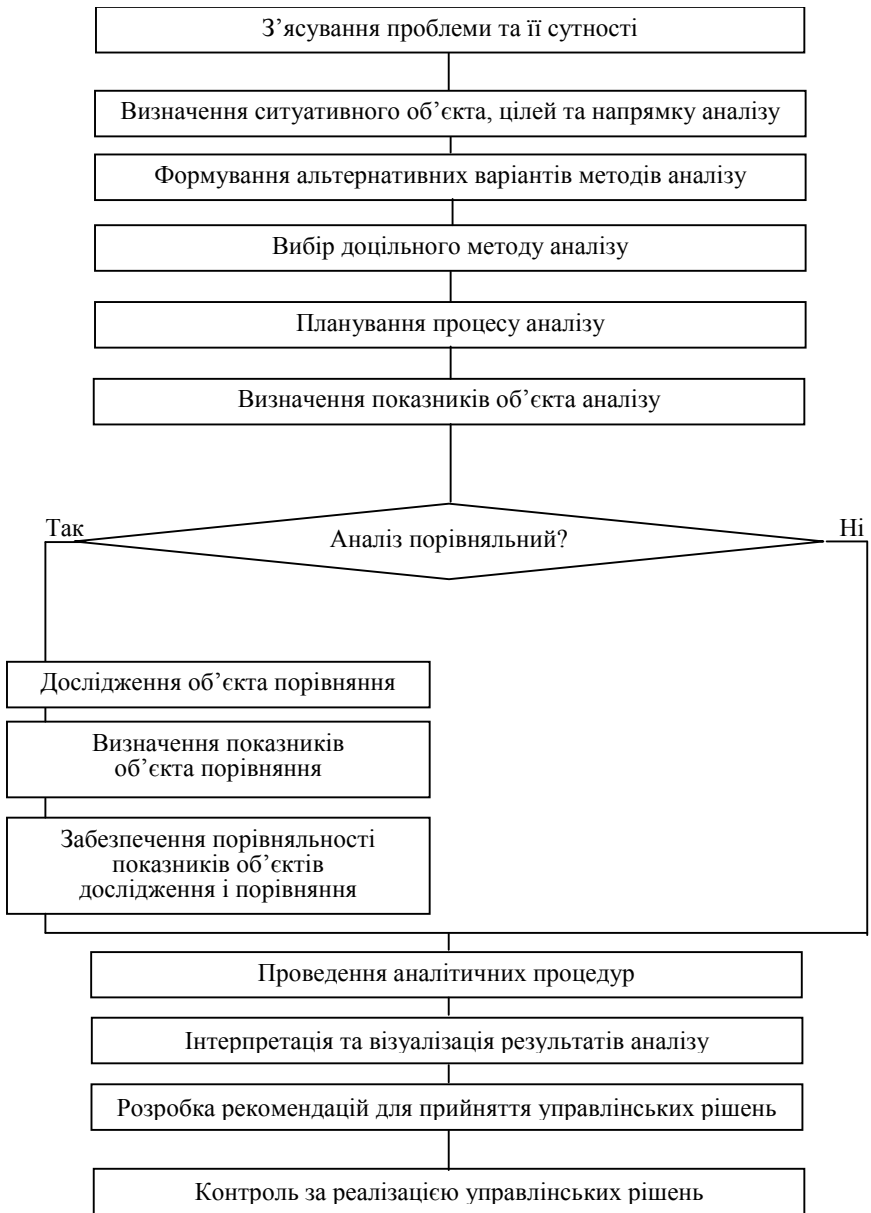 З’ясування проблеми та її сутності
Визначення ситуативного об’єкта, цілей та напрямку аналізу
Формування альтернативних варіантів методів аналізу
Вибір доцільного методу аналізу
Планування процесу аналізу
Визначення показників об’єкта аналізу
Так
Ні
Аналіз порівняльний?
Дослідження об’єкта порівняння
Визначення показників
об’єкта порівняння
Забезпечення порівняльності
показників об’єктів
дослідження і порівняння
Проведення аналітичних процедур
Інтерпретація та візуалізація результатів аналізу
Розробка рекомендацій для прийняття управлінських рішень
Контроль за реалізацією управлінських рішень